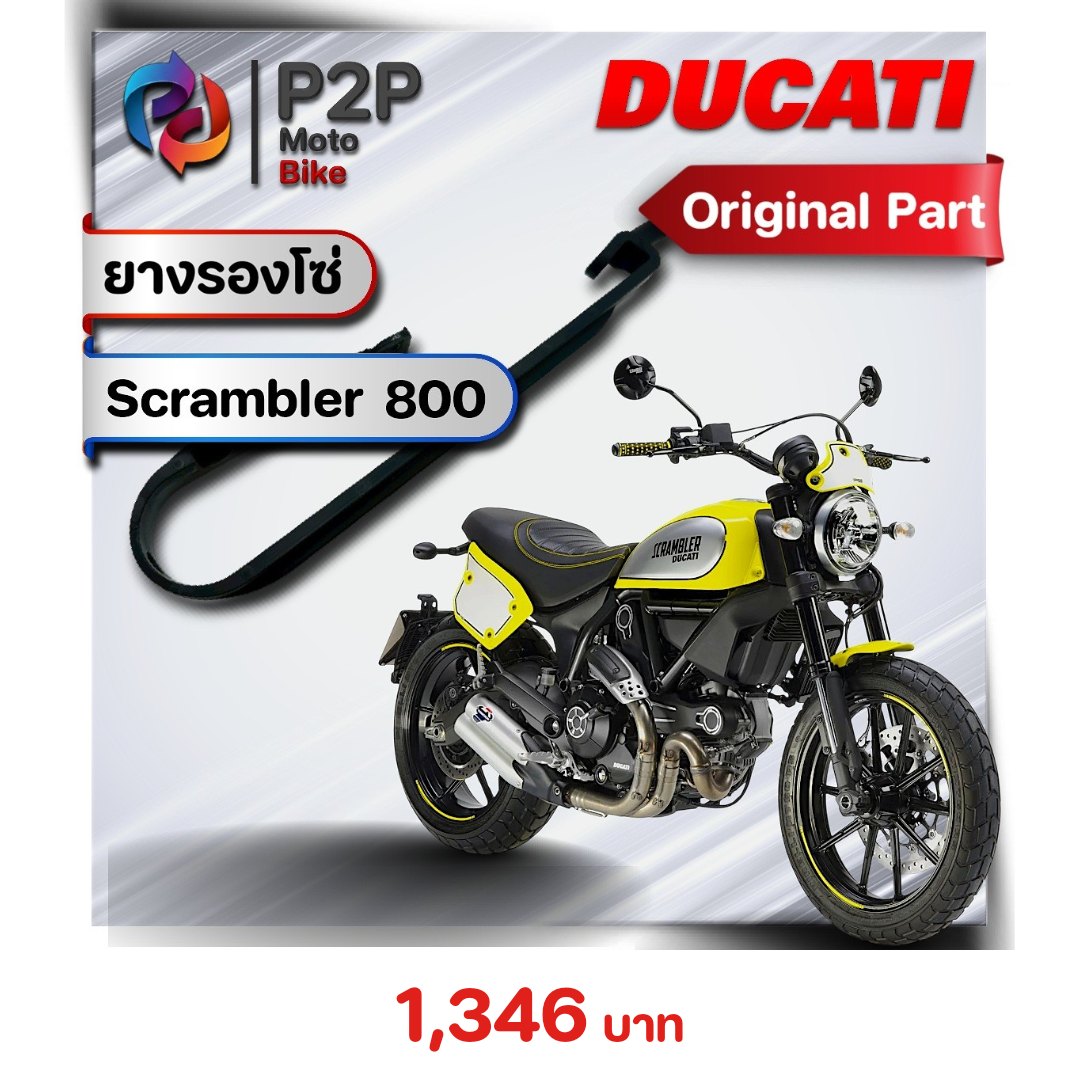 P2P
Moto
Bike
DUCATI
Original Part
ยางรองโซ่
Scrambler 800
SCRAMBLER
DUCATI
DUCATI
1,346 บาท